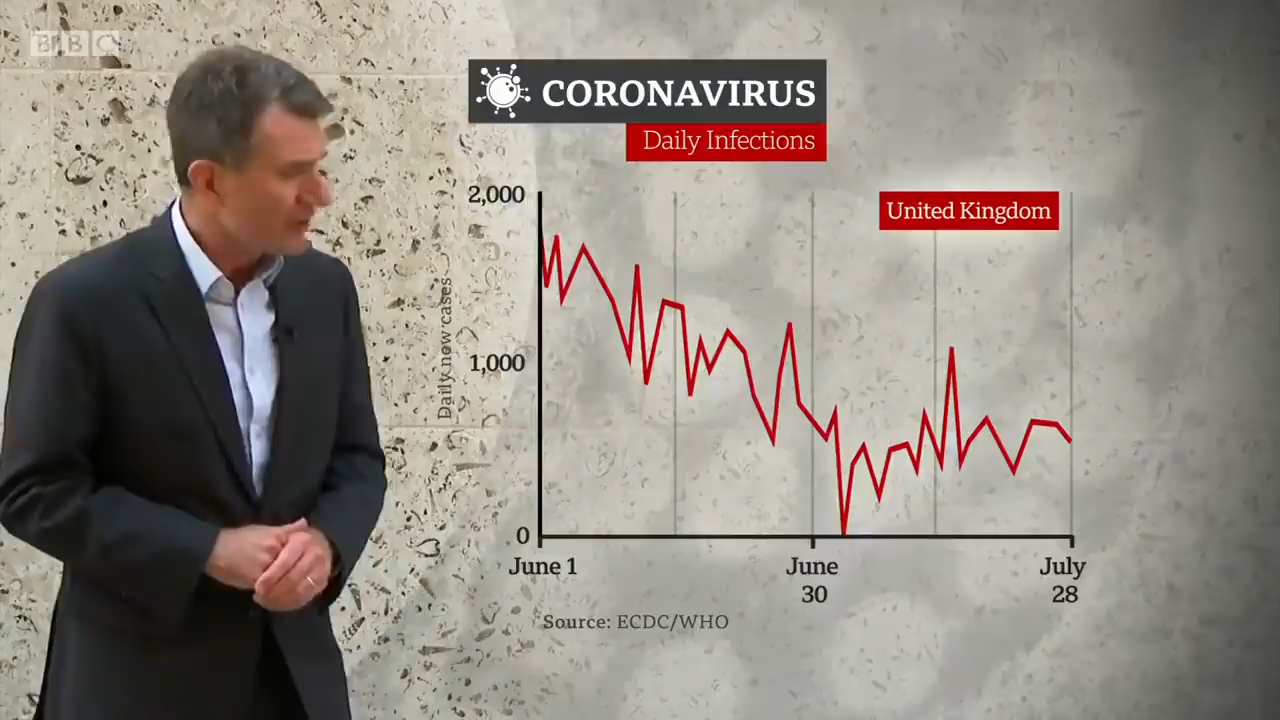 BBC
CORONAVIRUS
Daily Infections
2,000
United Kingdom
Daily new cases
1,000
0
June 1
June
30
July
28
Source: ECDC/WHO